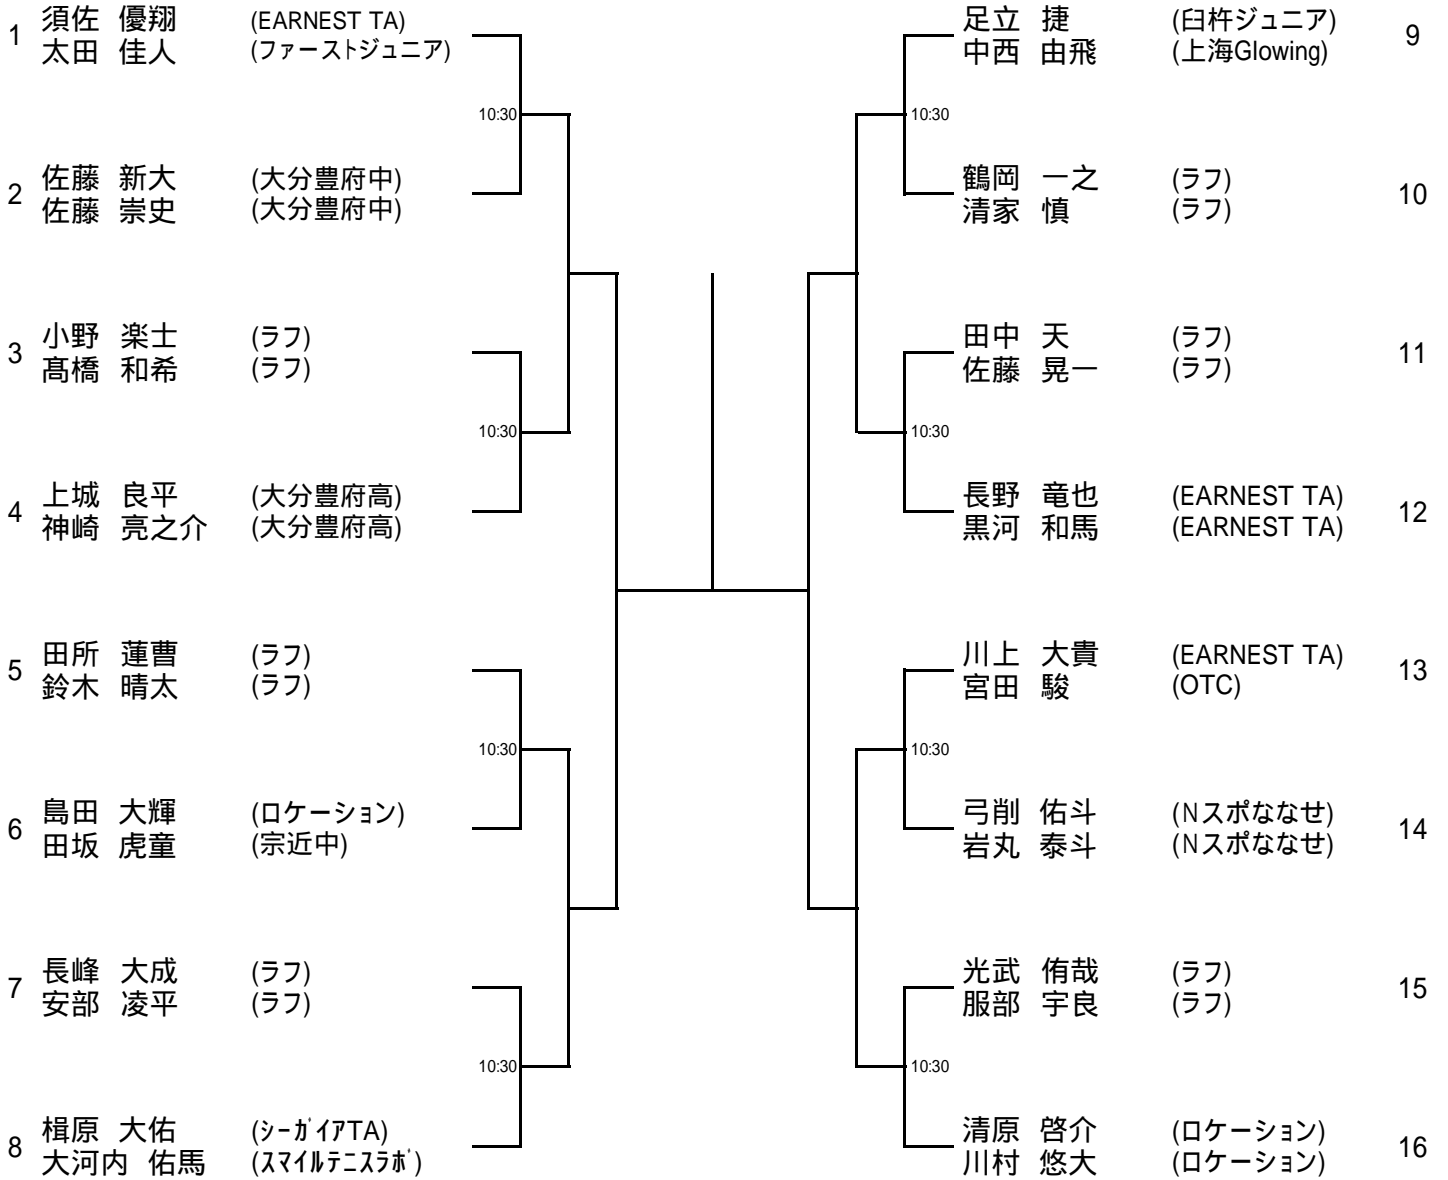 1 須佐 優翔 (EARNEST TA)
太田 佳人 (ファーストジュニア)
10:30
2 佐藤 新大 (大分豊府中)
佐藤 崇史 (大分豊府中)
3 小野 楽士 (ラフ)
髙橋 和希 (ラフ)
10:30
4 上城 良平 (大分豊府高)
神崎 亮之介 (大分豊府高)
5 田所 蓮曹 (ラフ)
鈴木 晴太 (ラフ)
10:30
6 島田 大輝 (ロケーション)
田坂 虎童 (宗近中)
7 長峰 大成 (ラフ)
安部 凌平 (ラフ)
10:30
8 楫原 大佑 (ｼｰｶﾞｲｱTA)
大河内 佑馬 (ｽﾏｲﾙﾃﾆｽﾗﾎﾞ)
足立 捷 (臼杵ジュニア) 9
中西 由飛 (上海Glowing)
10:30
鶴岡 一之 (ラフ) 10
清家 慎 (ラフ)
田中 天 (ラフ) 11
佐藤 晃一 (ラフ)
10:30
長野 竜也 (EARNEST TA) 12
黒河 和馬 (EARNEST TA)
川上 大貴 (EARNEST TA) 13
宮田 駿 (OTC)
10:30
弓削 佑斗 (Nスポななせ) 14
岩丸 泰斗 (Nスポななせ)
光武 侑哉 (ラフ) 15
服部 宇良 (ラフ)
10:30
清原 啓介 (ロケーション) 16
川村 悠大 (ロケーション)